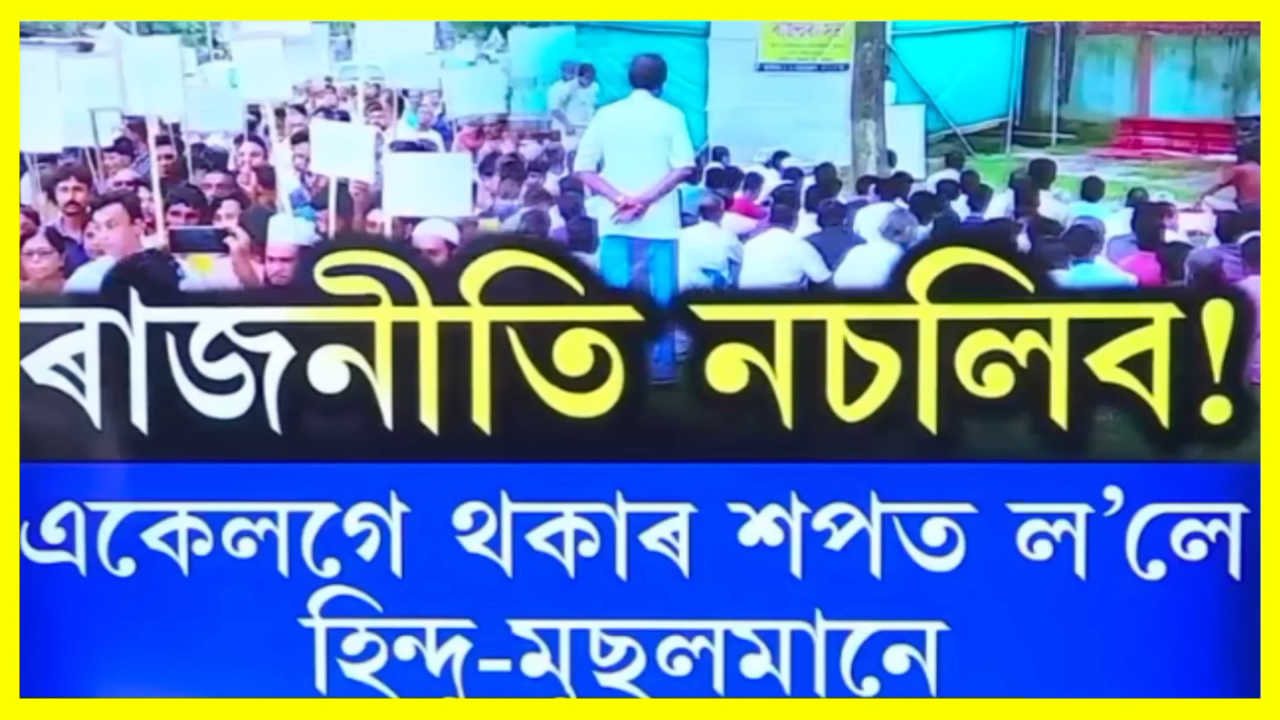 ৰাজনীতি নচলিব!
একেলগে থকাৰ শপত ল'লে
হিন্দু-মুছলমানে